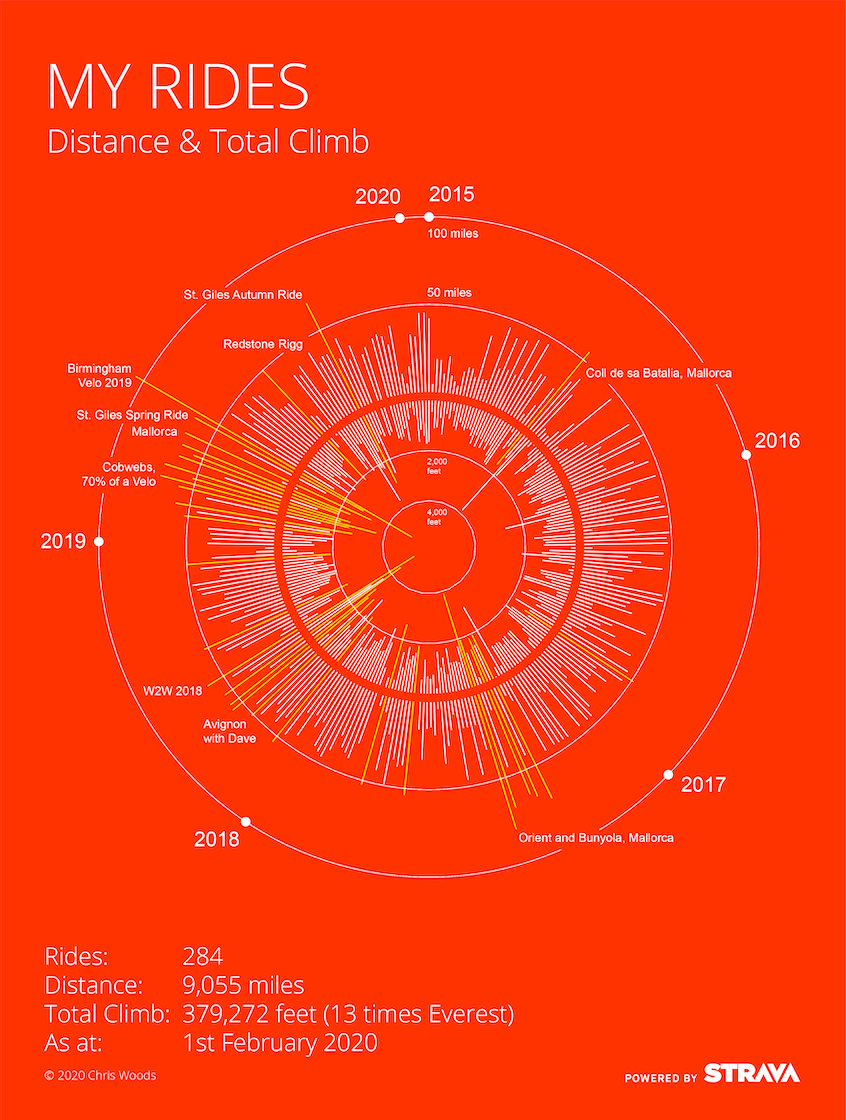 MY RIDES
Distance & Total Climb
2020
2015
100 miles
St. Giles Autumn Ride
50 miles
Redstone Rigg
Birmingham
Velo 2019
Coll de sa Batalia, Mallorca
St. Giles Spring Ride
Mallorca
2016
2,000
feet
Cobwebs,
70% of a Velo
4,000
feet
2019
W2W 2018
Avignon
with Dave
2017
2018
Orient and Bunyola, Mallorca
Rides: 284
Distance: 9,055 miles
Total Climb: 379,272 feet (13 times Everest)
As at: 1st February 2020
© 2020 Chris Woods
POWERED BY STRAVA